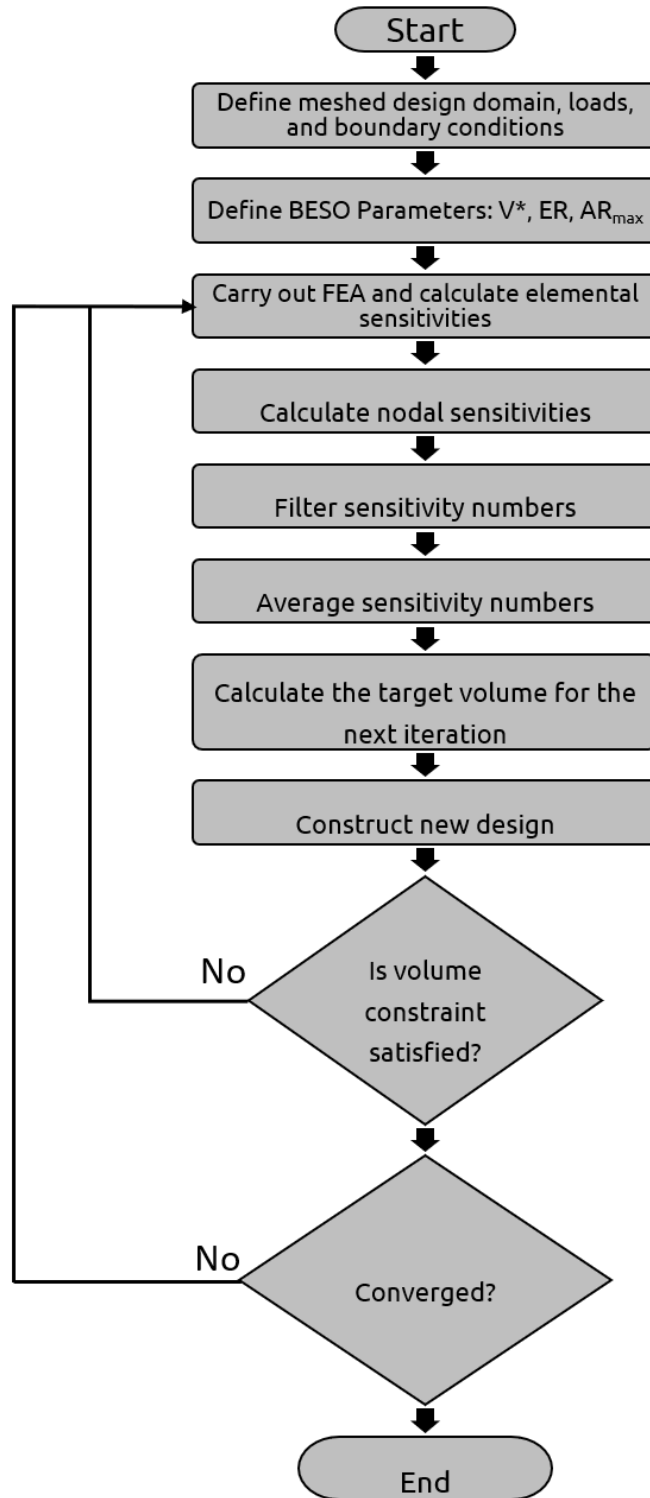 Start
Define meshed design domain, loads,
and boundary conditions
Define BESO Parameters: V*, ER, ARmax
Carry out FEA and calculate elemental
sensitivities
Calculate nodal sensitivities
Filter sensitivity numbers
Average sensitivity numbers
Calculate the target volume for the
next iteration
Construct new design
No
Is volume
constraint
satisfied?
No
Converged?
End